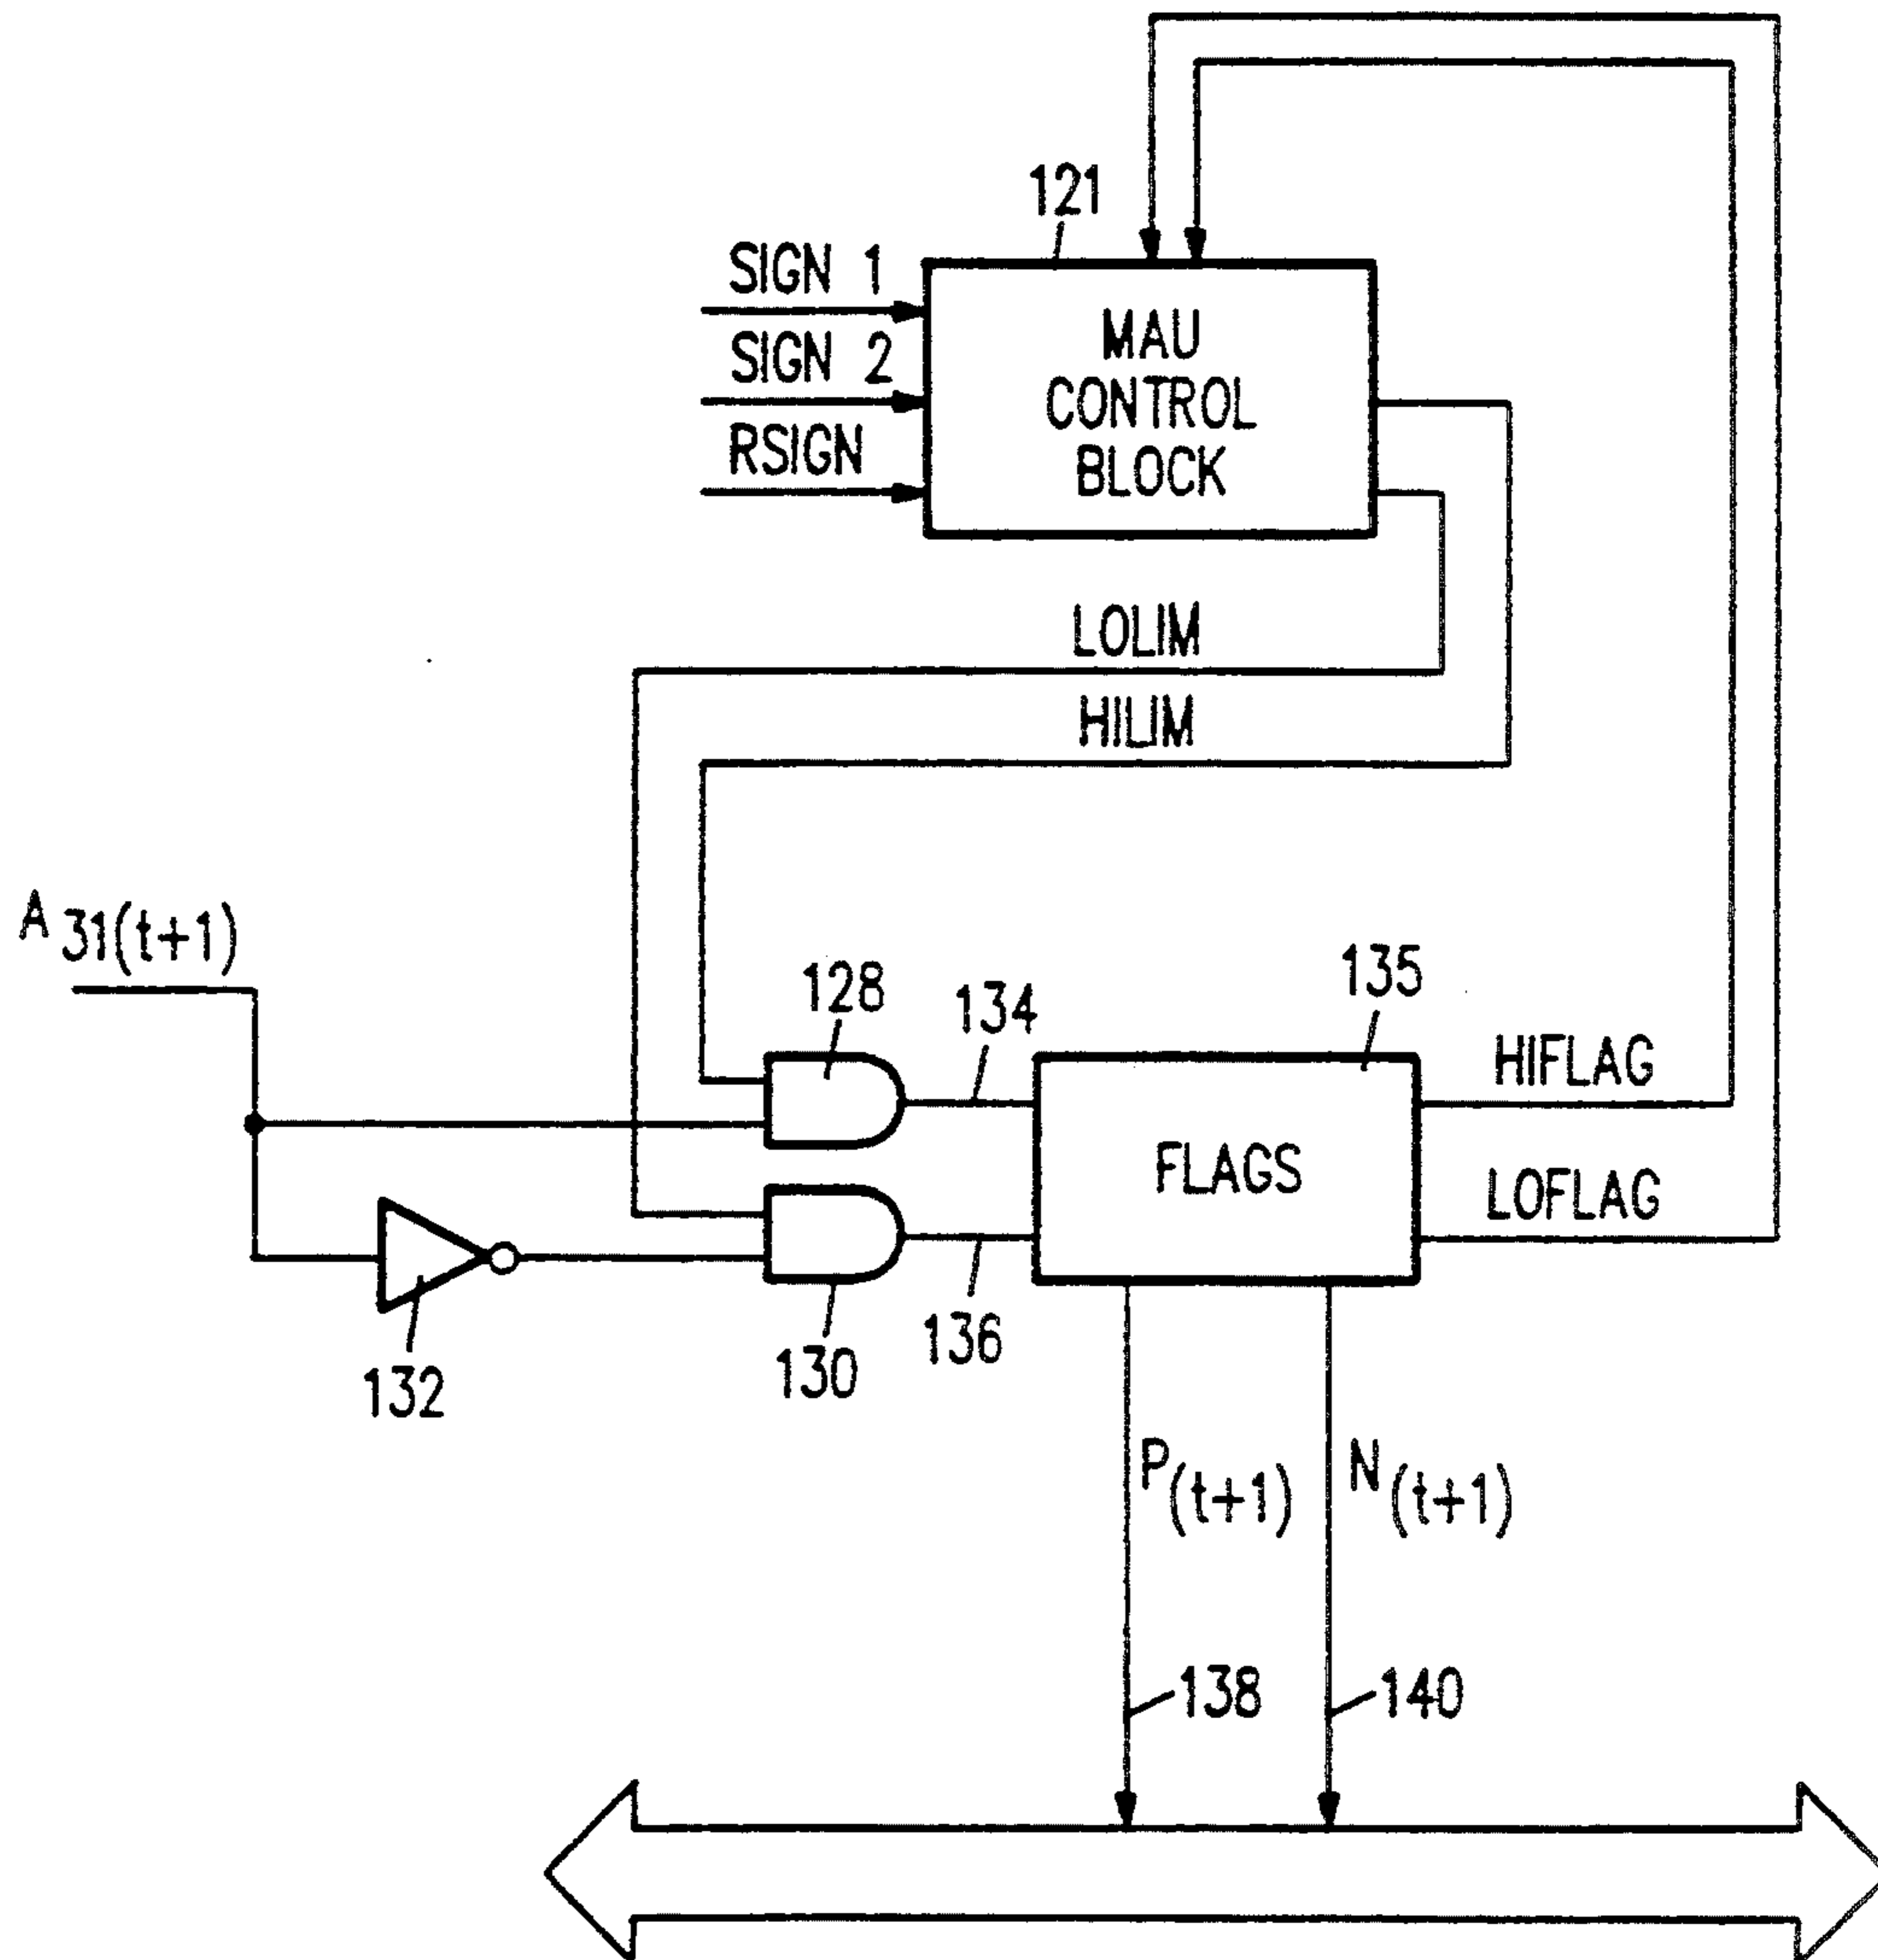 121
SIGN 1
SIGN 2
RSIGN
MAU
CONTROL
BLOCK
LOLIM
HILIM
A 31(t+1)
128
134
135
HIFLAG
FLAGS
LOFLAG
132
130
136
P(t+1)
N(t+1)
138
140